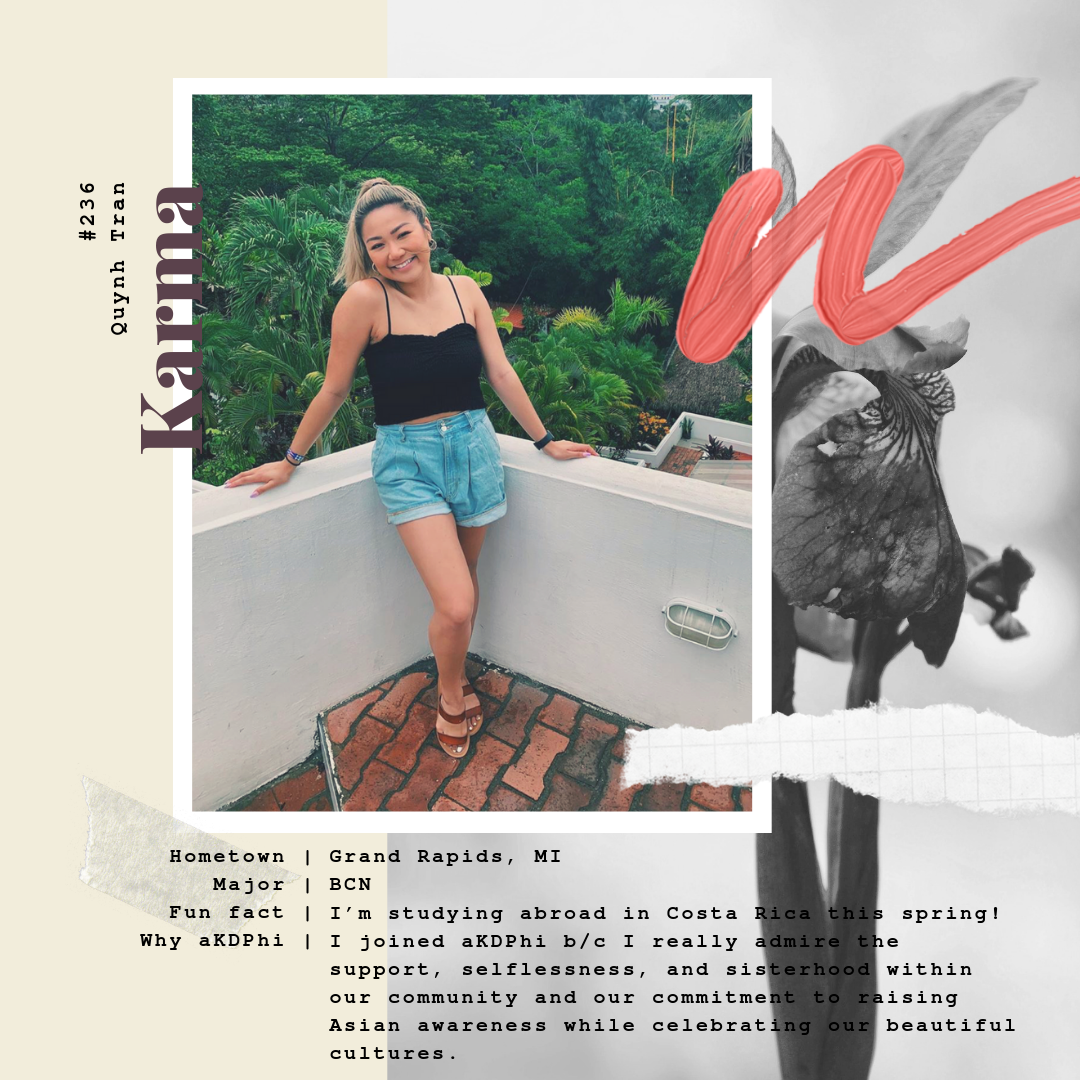 #236
Quynh Tran
Karma
Hometown | Grand Rapids, MI
Major | BCN
Fun fact | I’m studying abroad in Costa Rica this spring!
Why aKDPhi | I joined aKDPhi b/c I really admire the
support, selflessness, and sisterhood within
our community and our commitment to raising
Asian awareness while celebrating our beautiful
cultures.